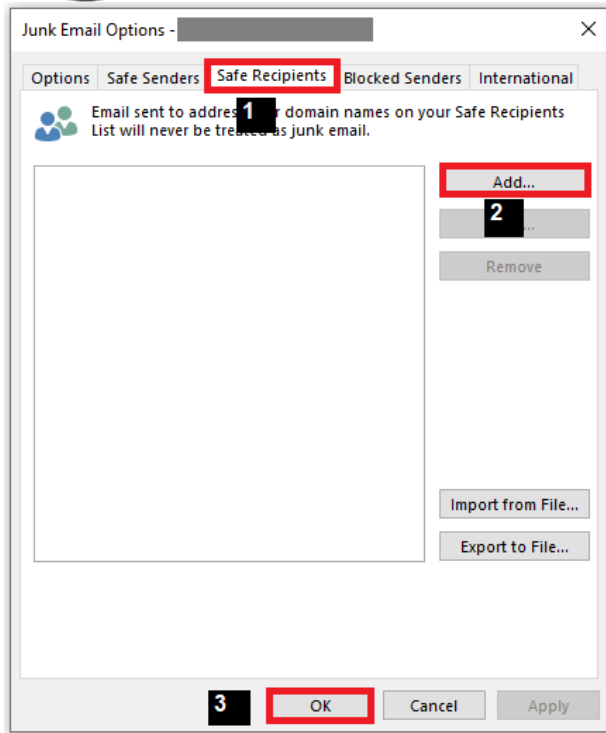 Junk Email Options -
Options Safe Senders Safe Recipients Blocked Senders International
1
Email sent to addres r domain names on your Safe Recipients
List will never be treated as junk email.
Add...
2
...
Remove
Import from File...
Export to File...
3
OK Cancel Apply